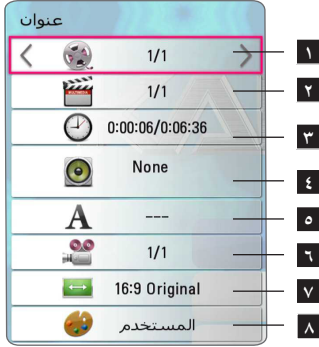 عنوان
1/1 ١
1/1 ٢
0:00:06/0:06:36 ٣
None ٤
A --- ٥
1/1 ٦
16:9 Original ٧
المستخدم ٨